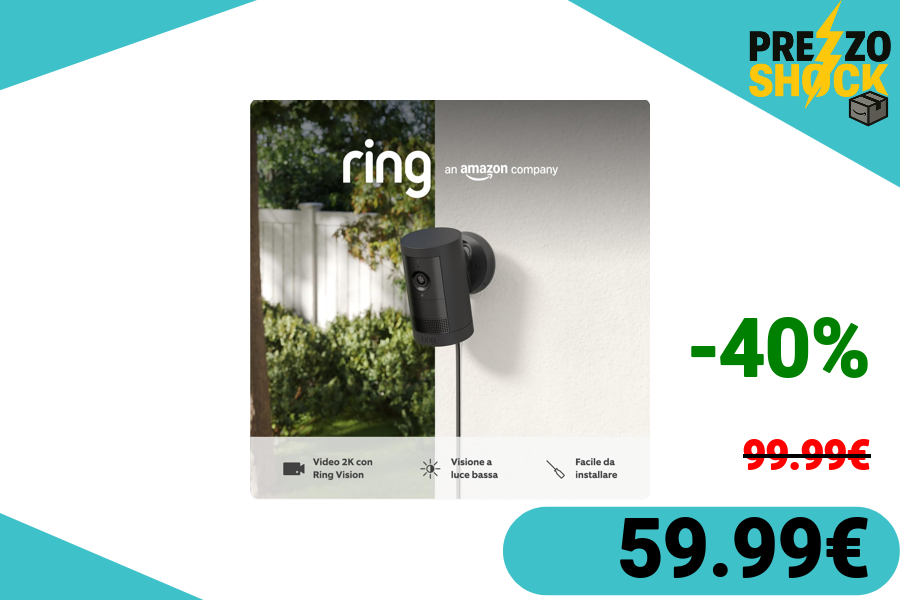 PREZZO
SHOCK
ring an amazon company
Video 2K con
Ring Vision
Visione a
luce bassa
Facile da
installare
-40%
99.99€
59.99€